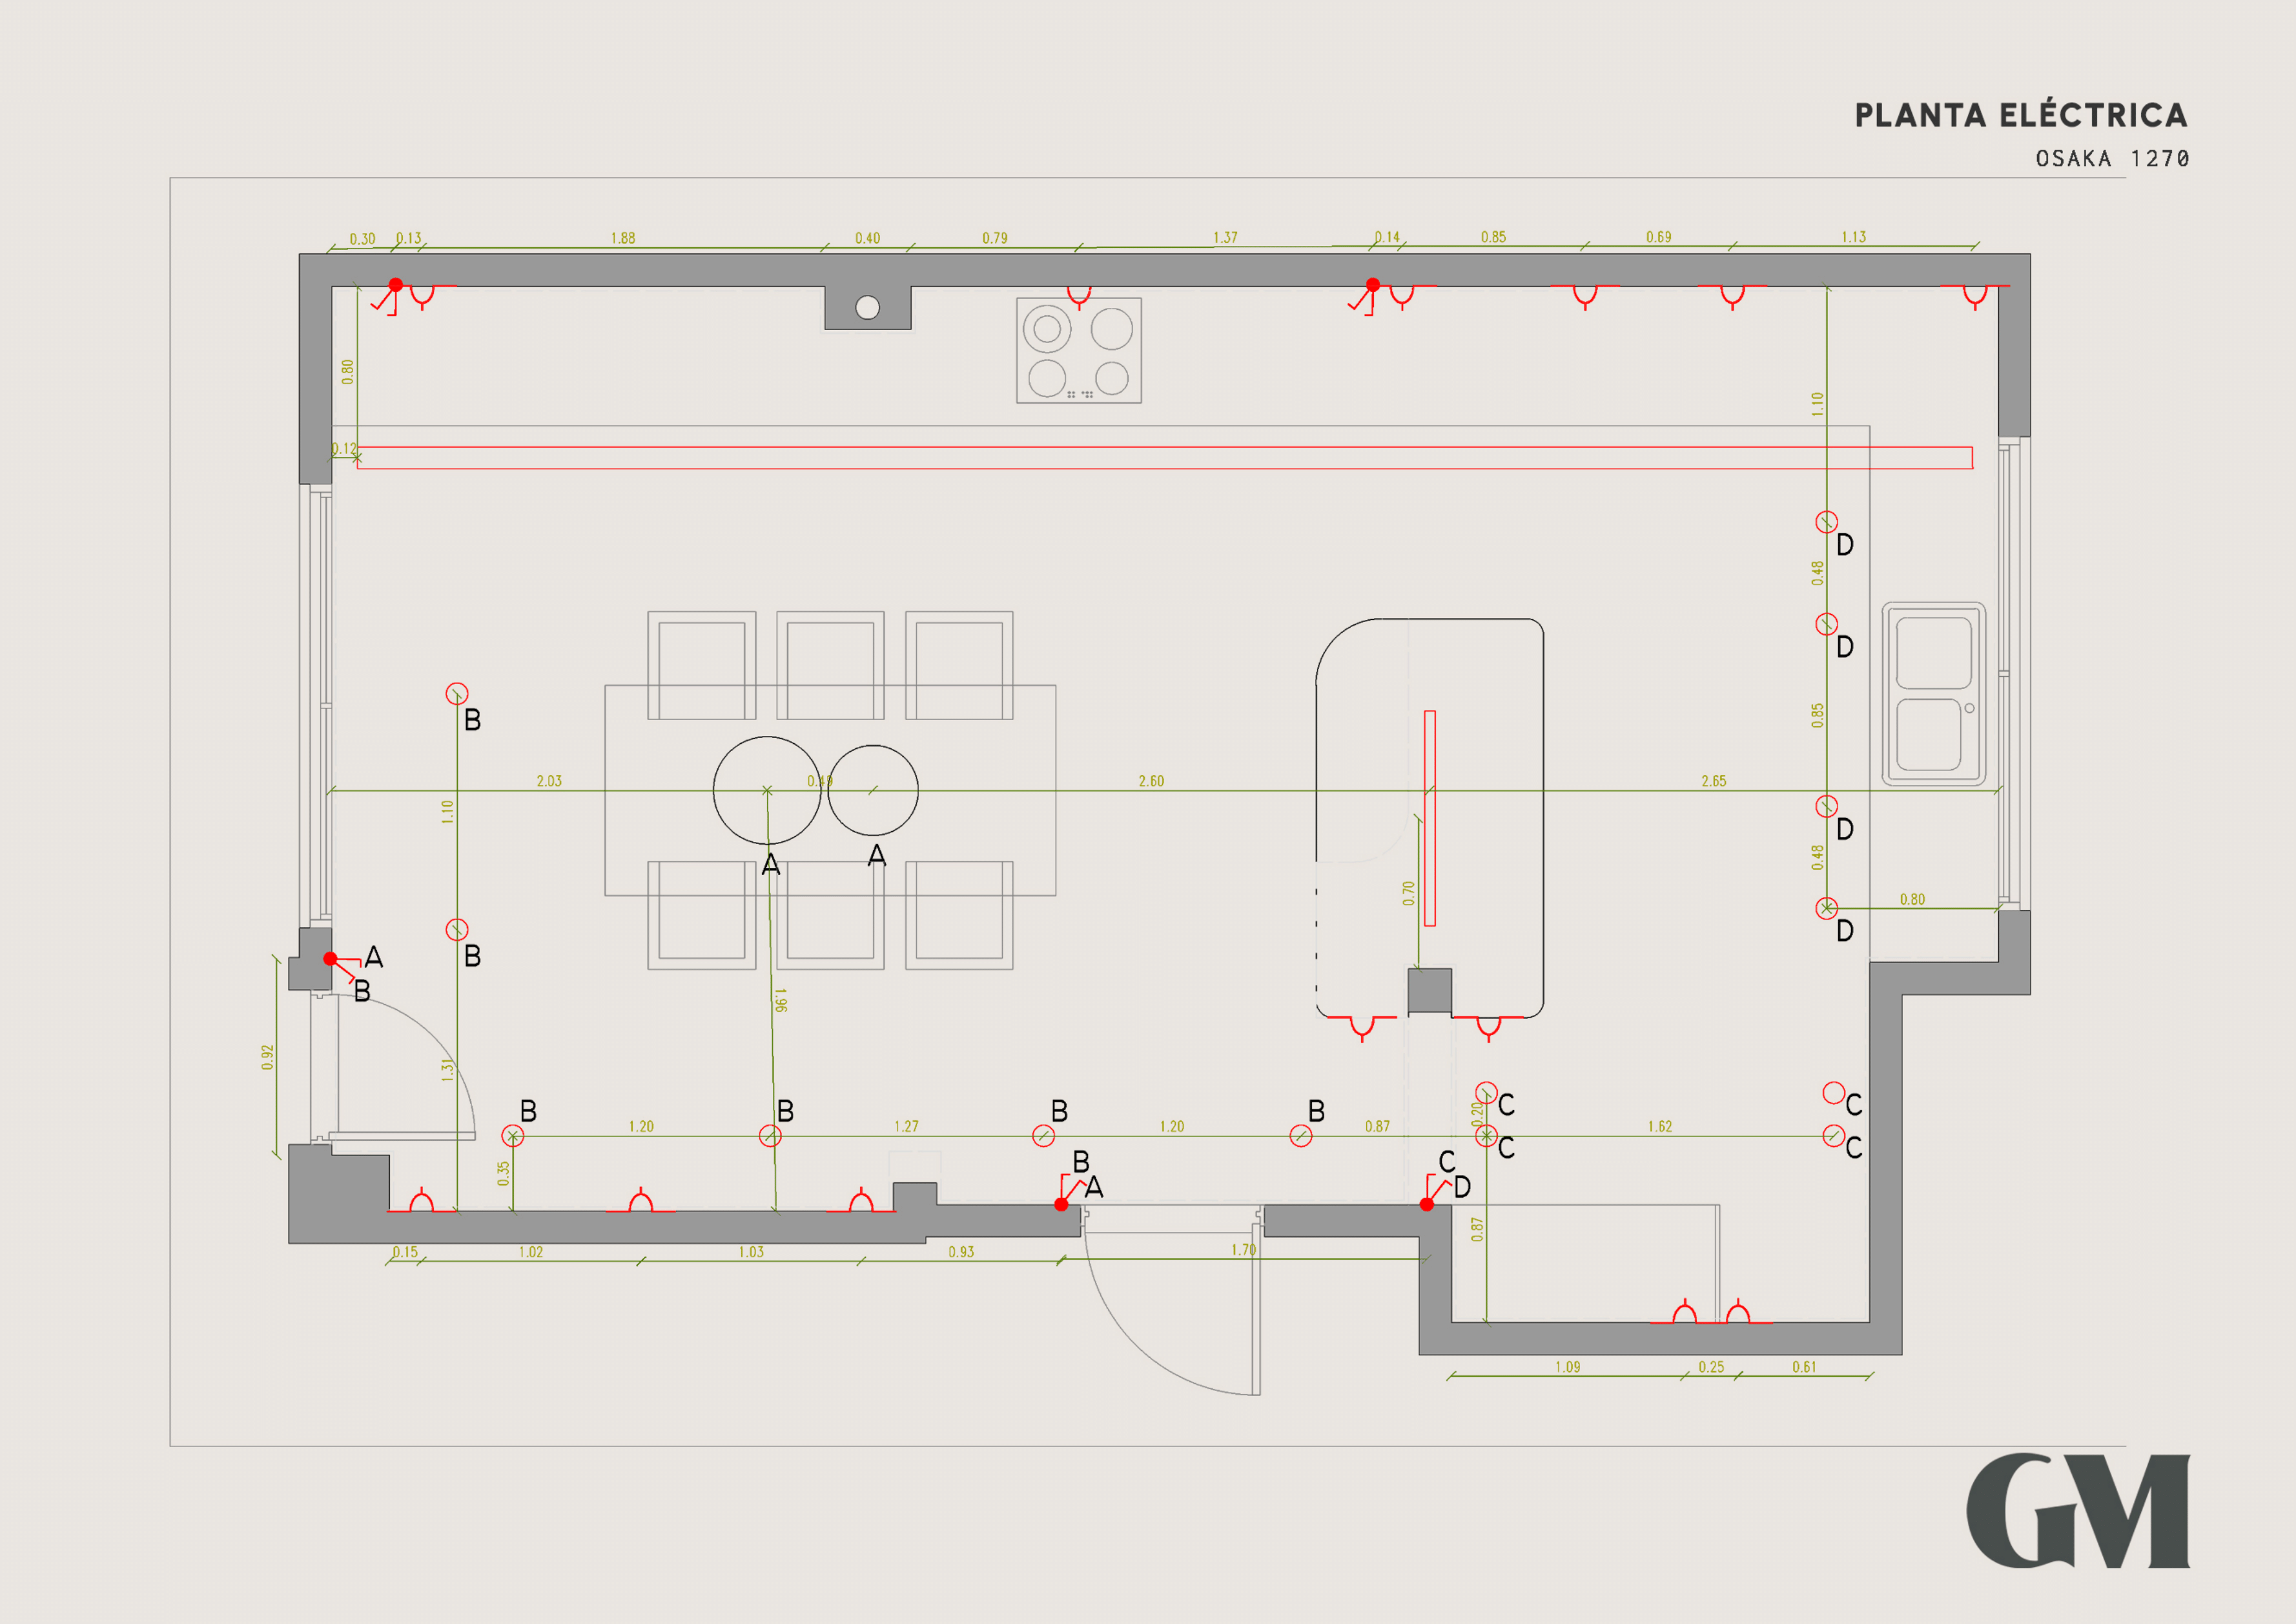 PLANTA ELÉCTRICA
OSAKA 1270
0.30 0.13 1.88 0.40 0.79 1.37 0.14 0.85 0.69 1.13
0.80
1.10
0.12
D
0.48
D
B
0.85
2.03 0.49 2.60 2.65
1.10
D
A A
0.48
0.70
0.80
D
B
A
B
1.96
0.92
1.31
0.20
C C
B B B B
1.20 1.27 1.20 0.87 1.62
C C
0.35
B
A
C
D
0.87
0.15 1.02 1.03 0.93 1.70
1.09 0.25 0.61
GM